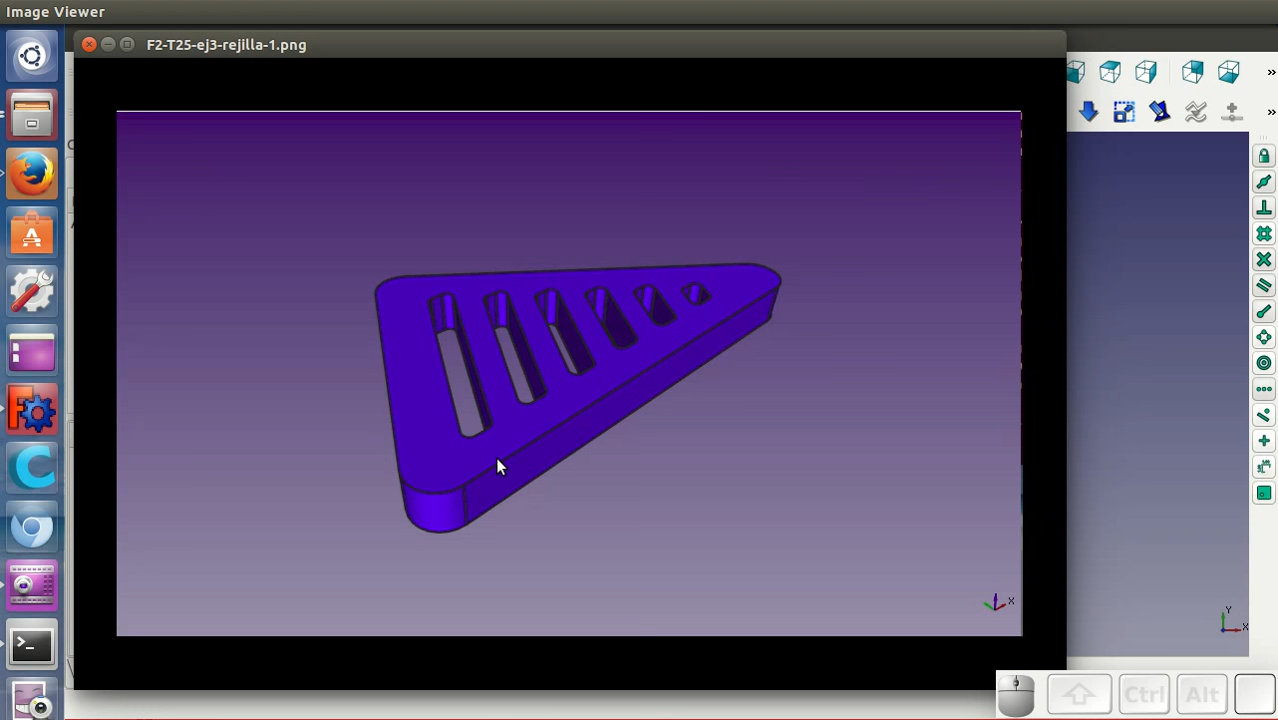 Image Viewer
F2-T25-ej3-rejilla-1.png
»
»
X
Y
X
Ctrl
Alt